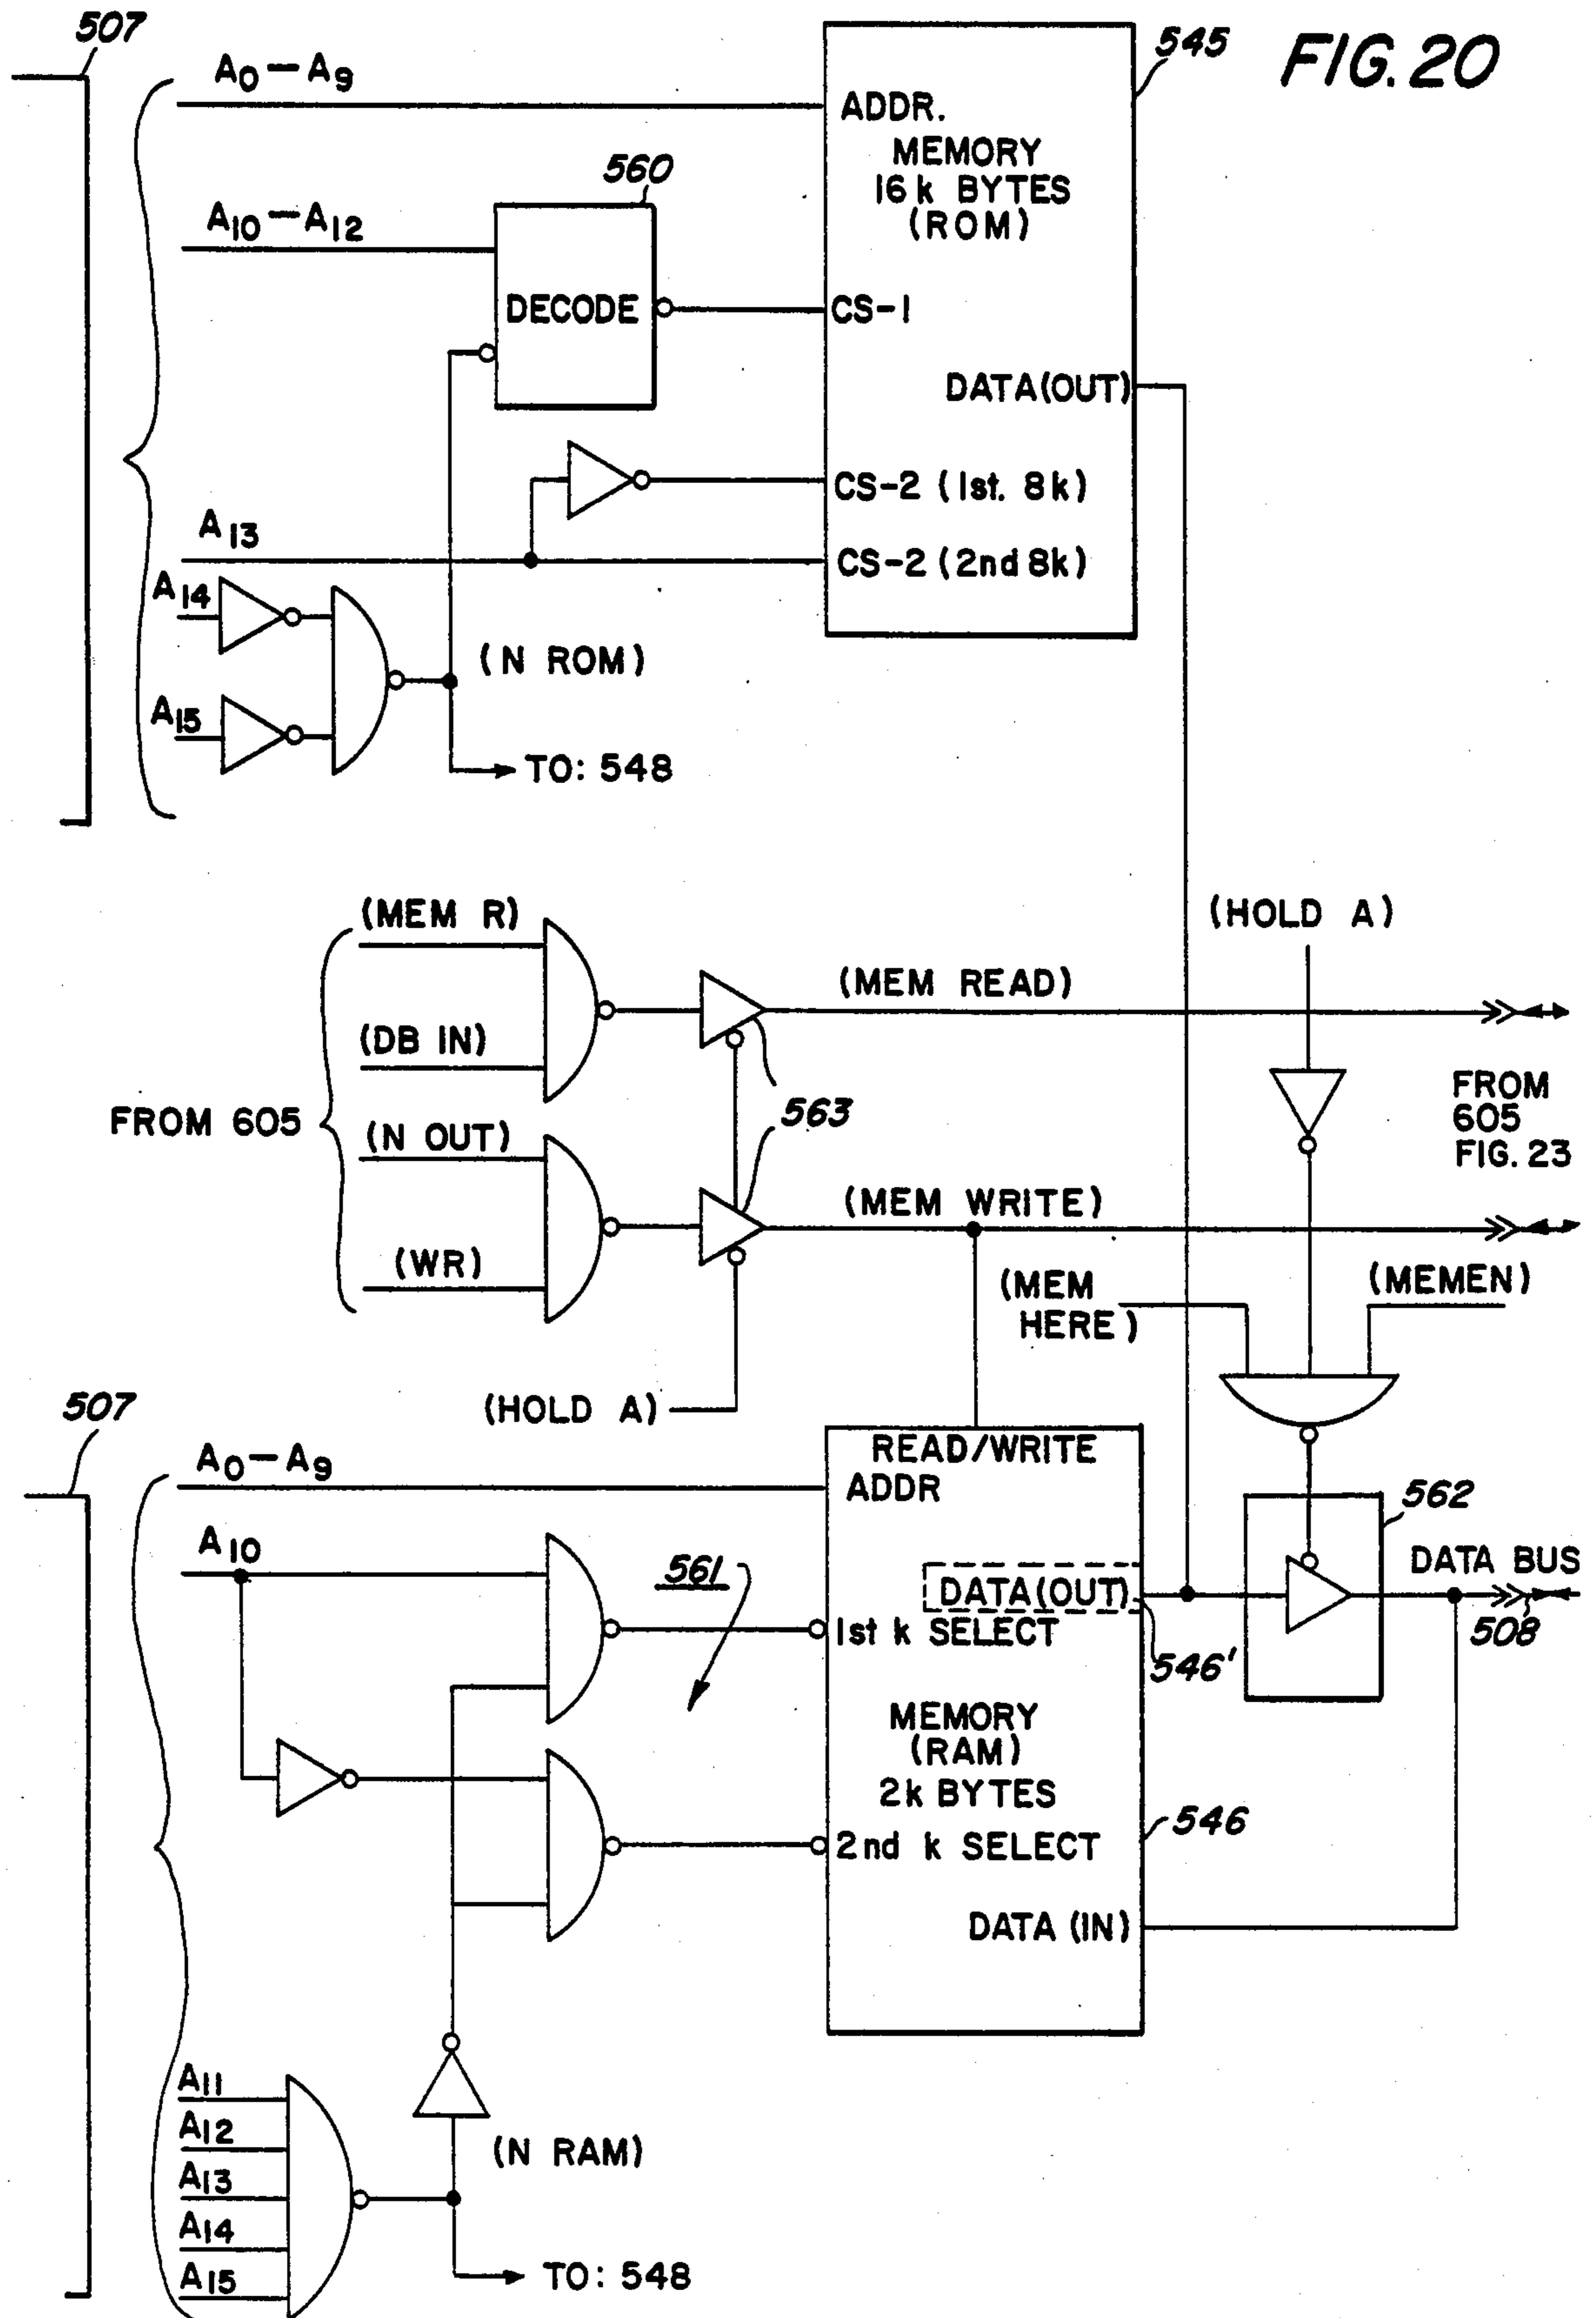 FIG. 20
507
A0–A9
545
ADDR.
MEMORY
16k BYTES
(ROM)
560
A10–A12
DECODE
CS-1
DATA(OUT)
CS-2 (1st. 8k)
A13
CS-2 (2nd 8k)
A14
(N ROM)
A15
TO: 548
(MEM R)
(HOLD A)
(MEM READ)
(DB IN)
FROM 605
563
FROM
605
FIG. 23
(N OUT)
(MEM WRITE)
(WR)
(MEM
HERE)
(MEMEN)
(HOLD A)
507
A0–A9
READ/WRITE
ADDR
562
A10
561
DATA(OUT)
DATA BUS
508
1st k SELECT
546'
MEMORY
(RAM)
2k BYTES
546
2nd k SELECT
DATA (IN)
A11
A12
(N RAM)
A13
A14
A15
TO: 548